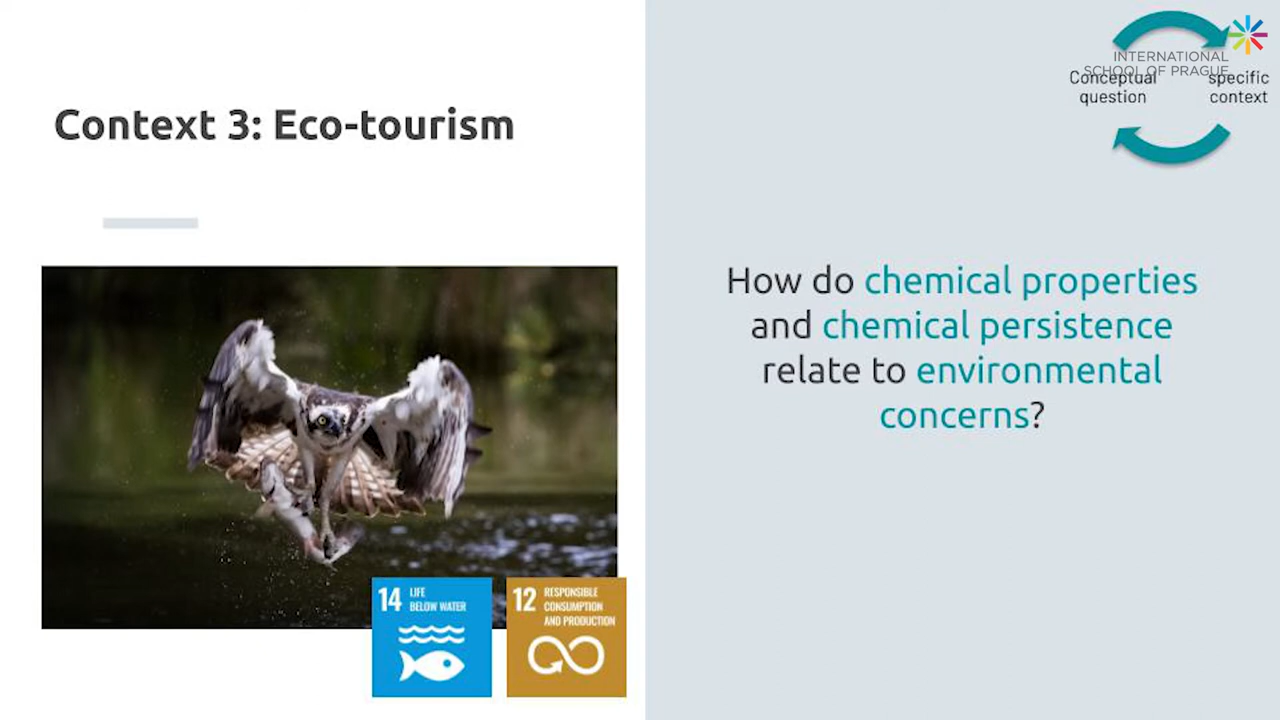 INTERNATIONAL
SCHOOL OF PRAGUE
Conceptual
question
specific
context
Context 3: Eco-tourism
How do chemical properties
and chemical persistence
relate to environmental
concerns?
14 LIFE
BELOW WATER
12 RESPONSIBLE
CONSUMPTION
AND PRODUCTION